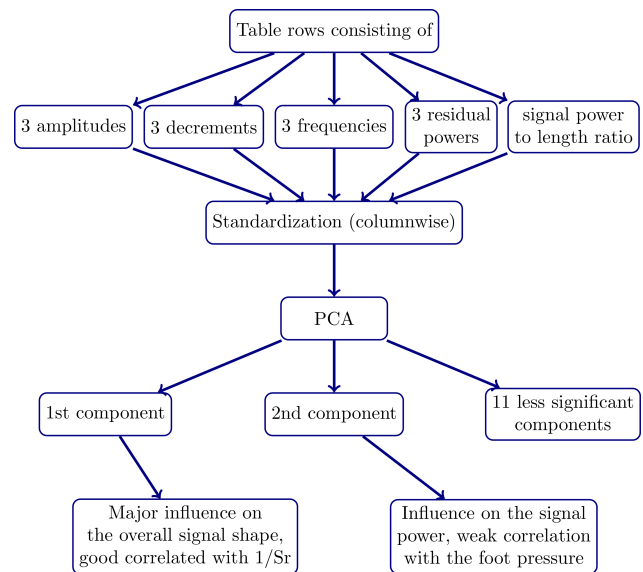 Table rows consisting of
3 amplitudes
3 decrements
3 frequencies
3 residual
powers
signal power
to length ratio
Standardization (columnwise)
PCA
1st component
2nd component
11 less significant
components
Major influence on
the overall signal shape,
good correlated with 1/Sr
Influence on the signal
power, weak correlation
with the foot pressure